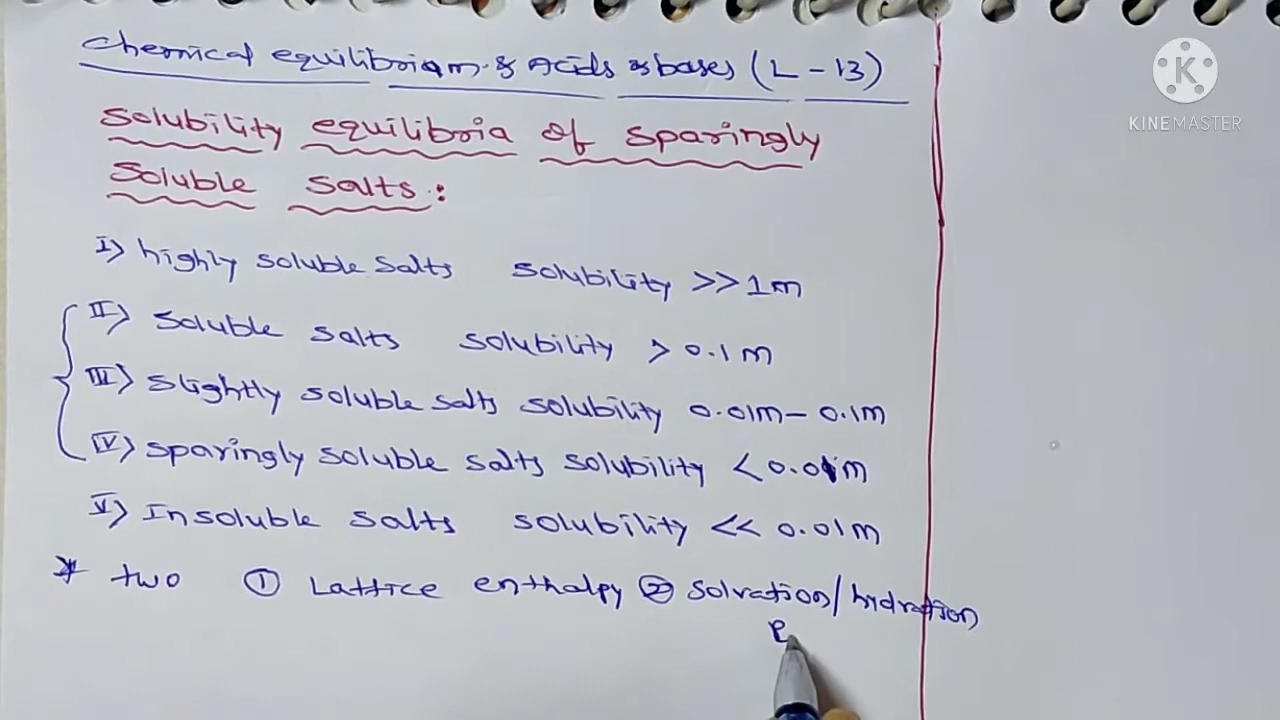 Chemical equilibrium & Acids & bases (L-13)
KINEMASTER
Solubility equilibria of sparingly
Soluble salts:
I) highly soluble salts solubility >> 1m
II) Soluble salts solubility > 0.1m
III) Slightly soluble salts solubility 0.01m - 0.1m
IV) Sparingly soluble salts solubility < 0.01m
V) Insoluble salts solubility << 0.01m
* two ① Lattice enthalpy ② solvation/hydration
e